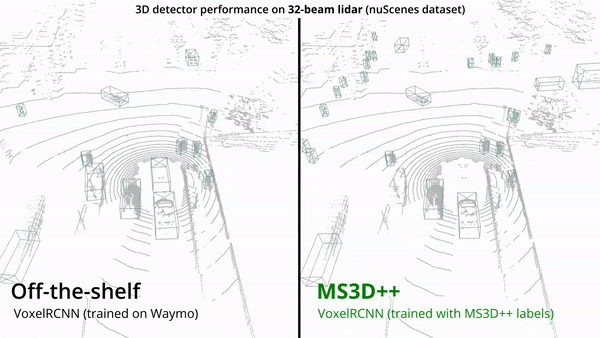 3D detector performance on 32-beam lidar (nuScenes dataset)
Off-the-shelf
VoxelRCNN (trained on Waymo)
MS3D++
VoxelRCNN (trained with MS3D++ labels)